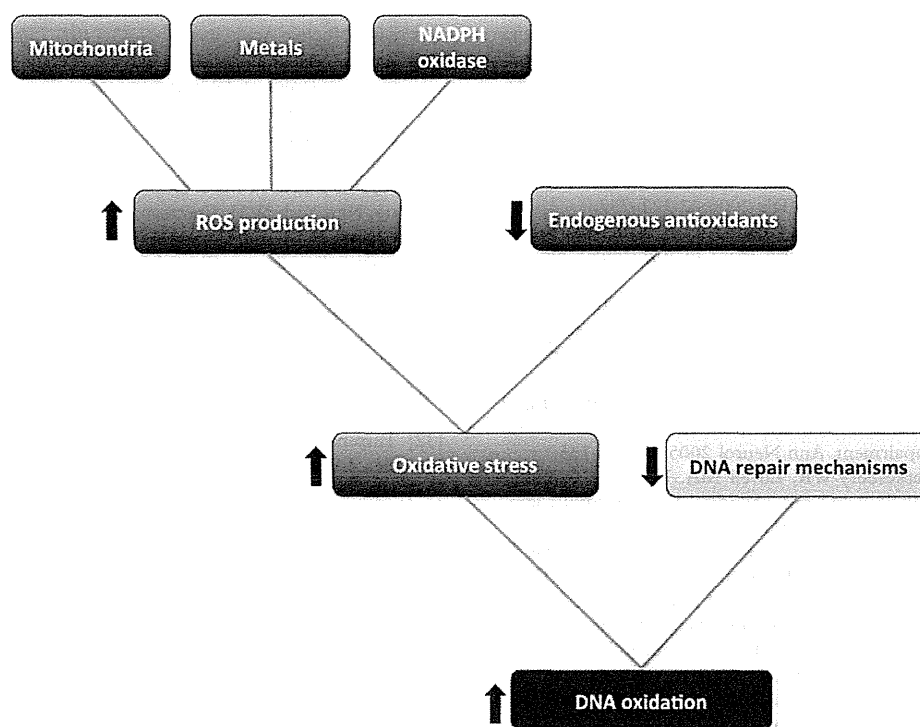 Mitochondria
Metals
NADPH
oxidase
ROS production
Endogenous antioxidants
Oxidative stress
DNA repair mechanisms
DNA oxidation